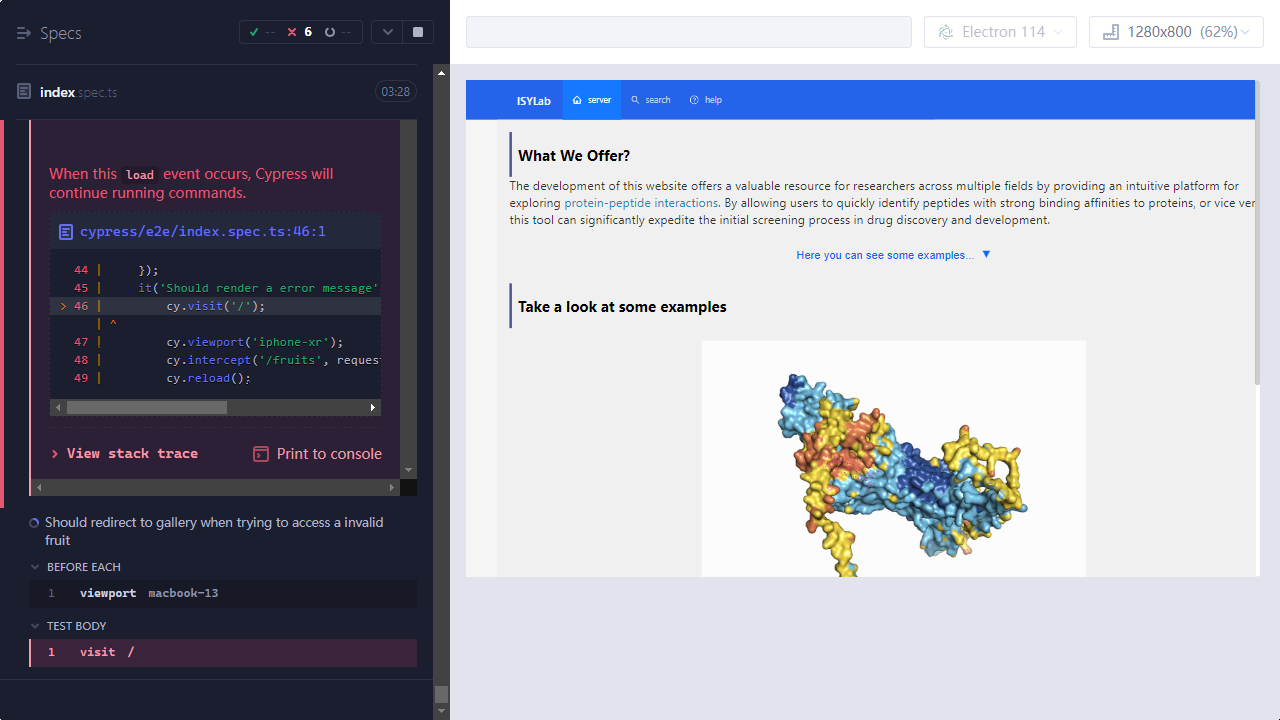 Specs
--
6
--
Electron 114
1280x800 (62%)
index.spec.ts
03:28
ISYLab
server
search
help
When this load event occurs, Cypress will
continue running commands.
cypress/e2e/index.spec.ts:46:1
44 | });
45 | it('Should render a error message'
> 46 | cy.visit('/');
| ^
47 | cy.viewport('iphone-xr');
48 | cy.intercept('/fruits', request
49 | cy.reload();
> View stack trace
Print to console
Should redirect to gallery when trying to access a invalid
fruit
BEFORE EACH
1 viewport macbook-13
TEST BODY
1 visit /
What We Offer?
The development of this website offers a valuable resource for researchers across multiple fields by providing an intuitive platform for
exploring protein-peptide interactions. By allowing users to quickly identify peptides with strong binding affinities to proteins, or vice ver
this tool can significantly expedite the initial screening process in drug discovery and development.
Here you can see some examples... ▼
Take a look at some examples